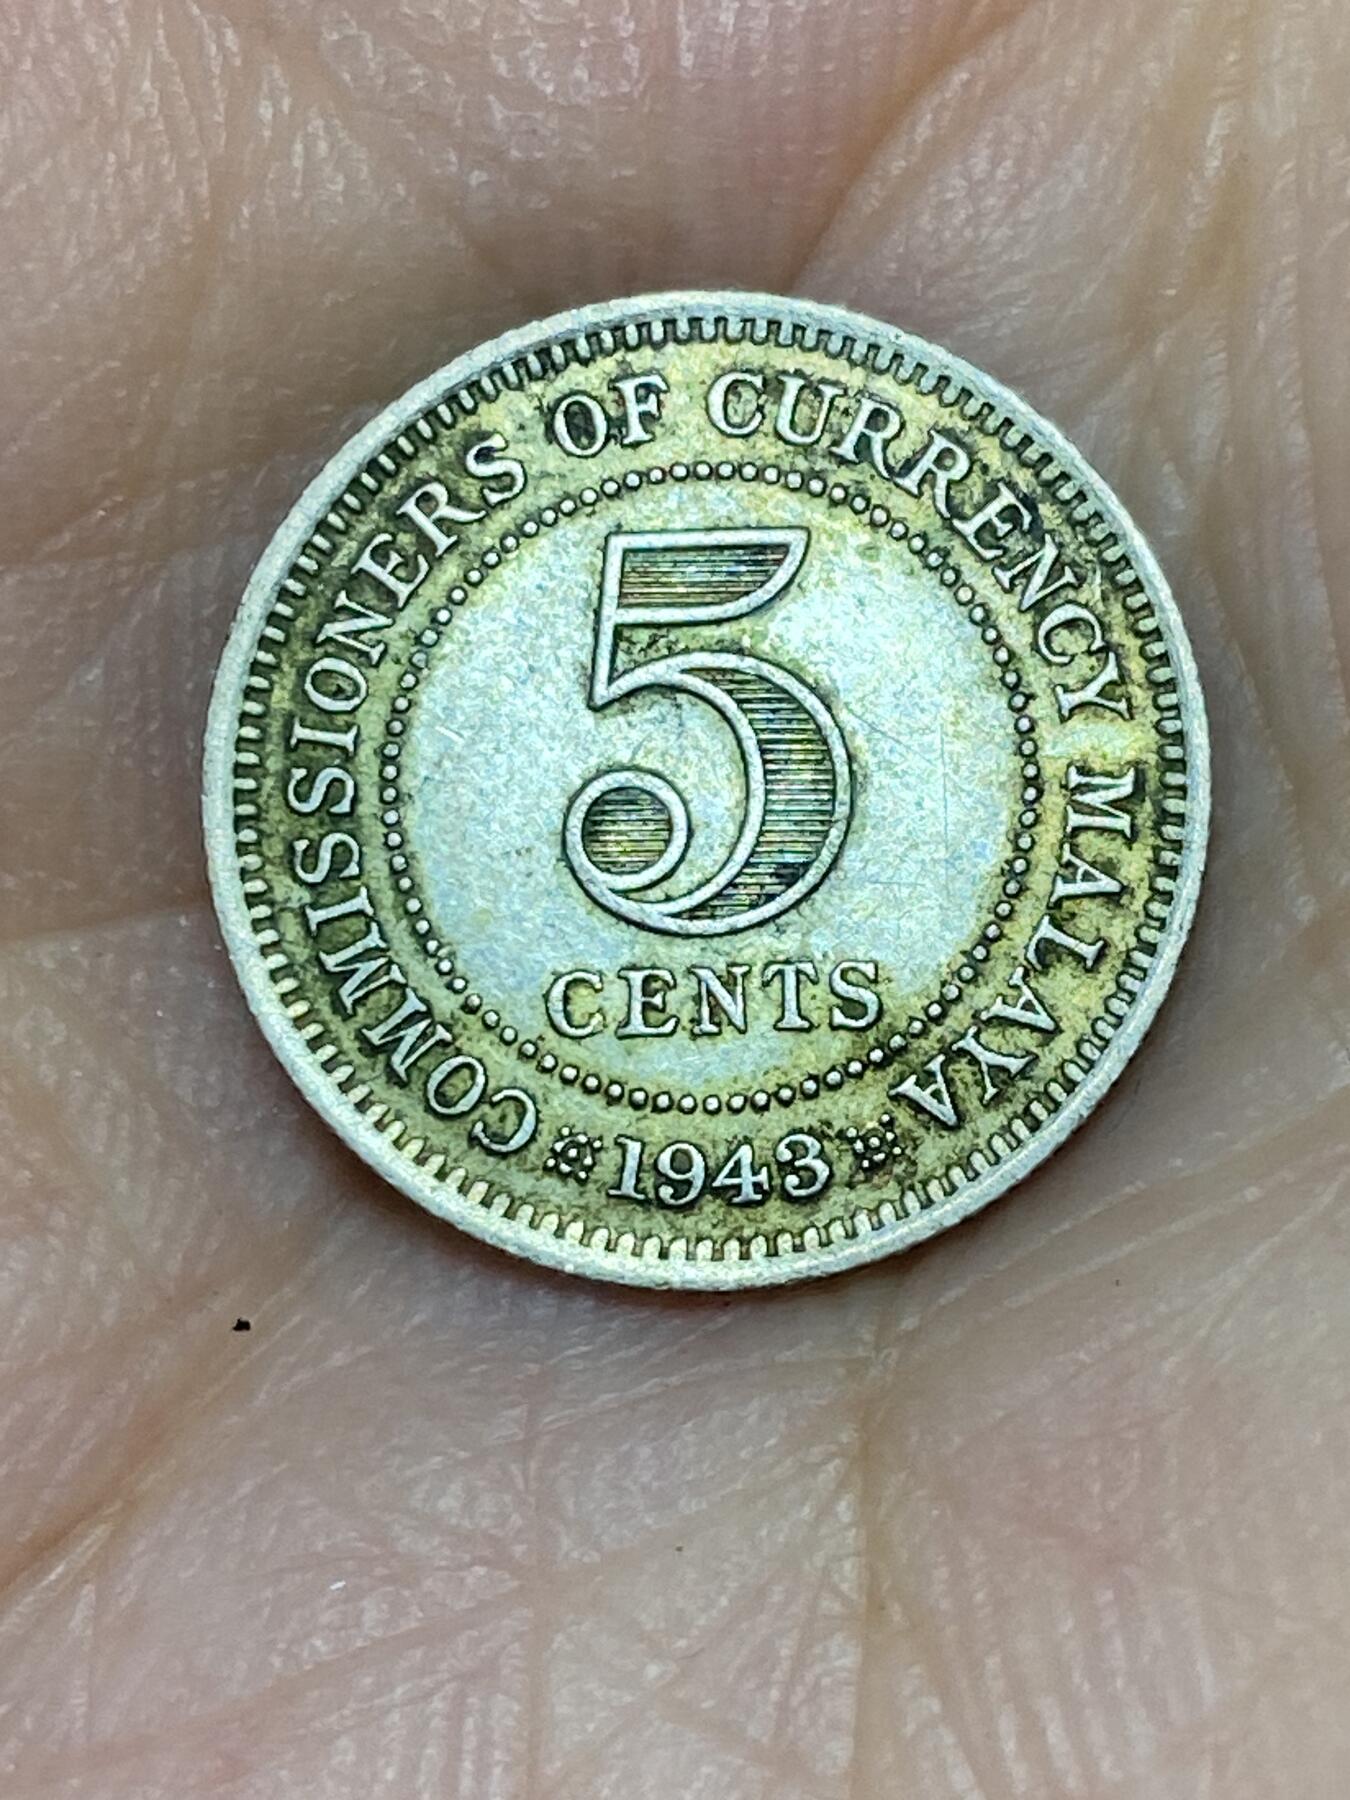 COMMISSIONERS OF CURRENCY MALAYA
5
CENTS
1943